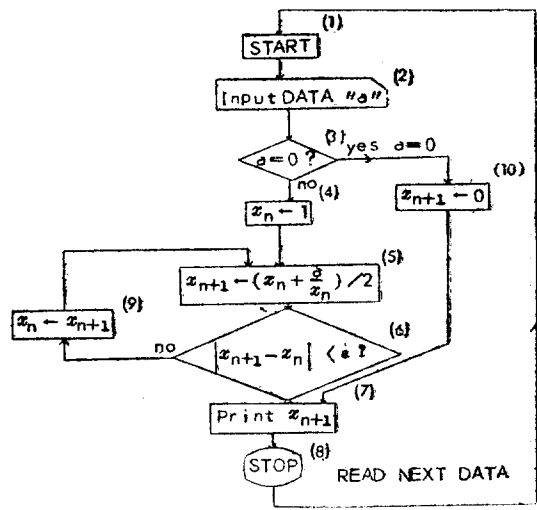 (1)
START
(2)
Input DATA "a"
(3)
a=0 ?
yes a=0
no
(4)
(10)
xn ← 1
xn+1 ← 0
(5)
xn+1 ← (xn + a/xn) /2
(9)
xn ← xn+1
(6)
no
|xn+1 - xn| < ε ?
(7)
Print xn+1
(8)
STOP
READ NEXT DATA